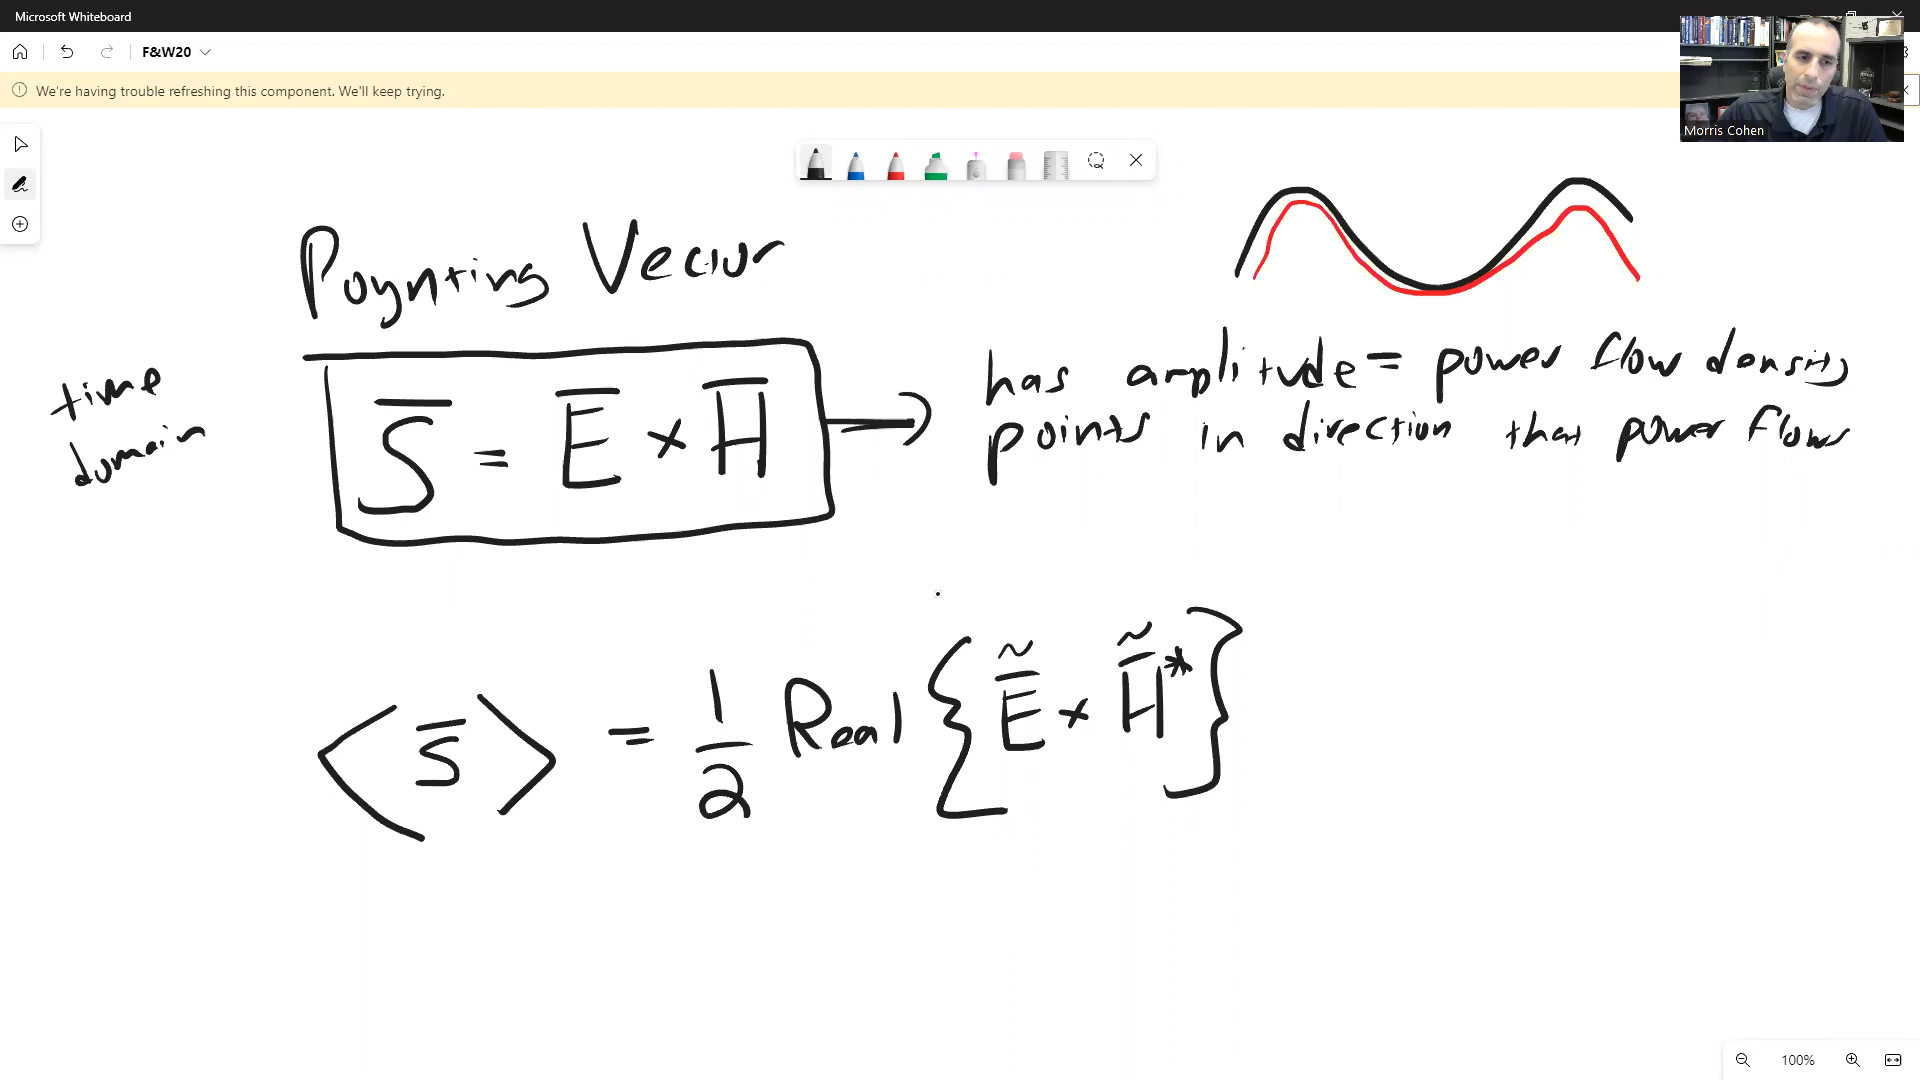 Microsoft Whiteboard
F&W20
We're having trouble refreshing this component. We'll keep trying.
Morris Cohen
Poynting Vector
time
domain
S̅ = E̅ × H̅
has amplitude = power flow density
points in direction that power flows
⟨S̅⟩ = 1/2 Real {Ẽ̅ × H̃̅*}
100%